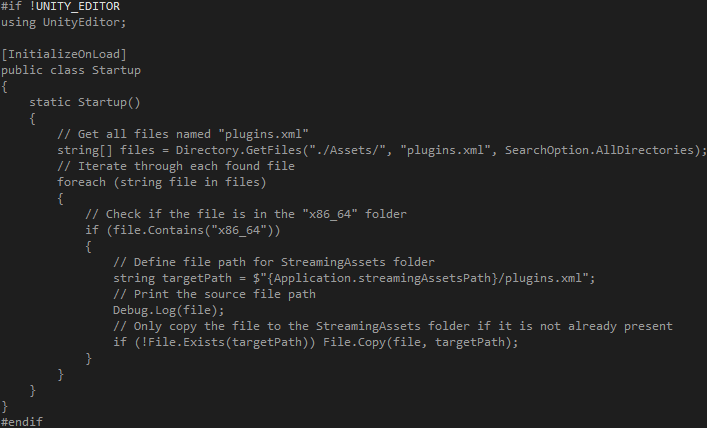 #if !UNITY_EDITOR
using UnityEditor;
[InitializeOnLoad]
public class Startup
{
static Startup()
{
// Get all files named "plugins.xml"
string[] files = Directory.GetFiles("./Assets/", "plugins.xml", SearchOption.AllDirectories);
// Iterate through each found file
foreach (string file in files)
{
// Check if the file is in the "x86_64" folder
if (file.Contains("x86_64"))
{
// Define file path for StreamingAssets folder
string targetPath = $"{Application.streamingAssetsPath}/plugins.xml";
// Print the source file path
Debug.Log(file);
// Only copy the file to the StreamingAssets folder if it is not already present
if (!File.Exists(targetPath)) File.Copy(file, targetPath);
}
}
}
}
#endif